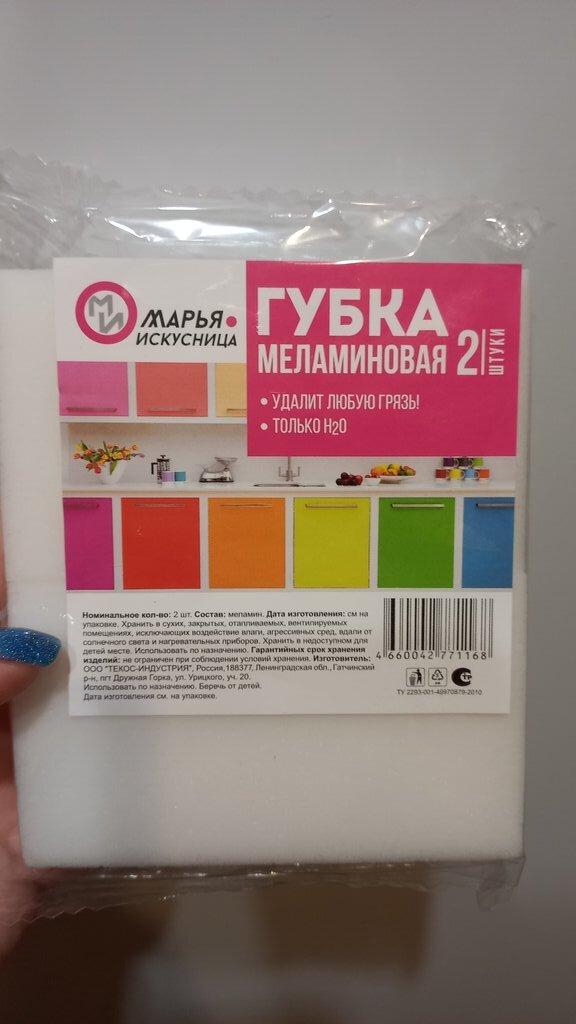 МИ
МАРЬЯ
ИСКУСНИЦА
ГУБКА
МЕЛАМИНОВАЯ 2 ШТУКИ
• УДАЛИТ ЛЮБУЮ ГРЯЗЬ!
• ТОЛЬКО H2O
Номинальное кол-во: 2 шт. Состав: меламин. Дата изготовления: см на
упаковке. Хранить в сухих, закрытых, отапливаемых, вентилируемых
помещениях, исключающих воздействие влаги, агрессивных сред, вдали от
солнечного света и нагревательных приборов. Хранить в недоступном для
детей месте. Использовать по назначению. Гарантийный срок хранения
изделий: не ограничен при соблюдении условий хранения. Изготовитель:
ООО "ТЕКОС-ИНДУСТРИЯ", Россия,188377, Ленинградская обл., Гатчинский
р-н, пгт Дружная Горка, ул. Урицкого, уч. 20.
Использовать по назначению. Беречь от детей.
Дата изготовления см. на упаковке.
4 660042 771168
ТУ 2293-001-49970879-2010